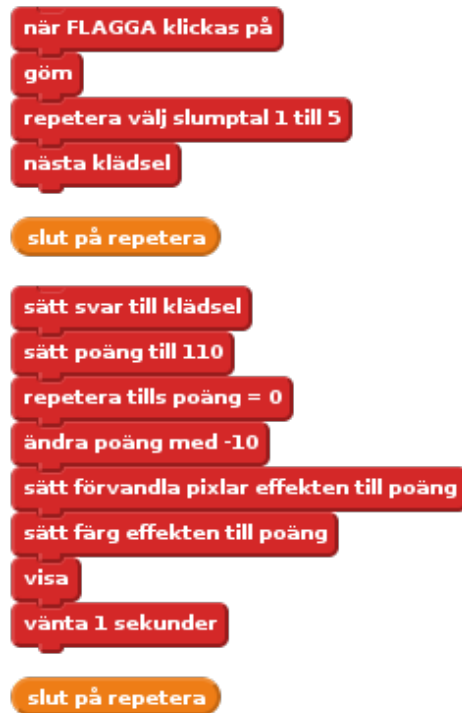 när FLAGGA klickas på
göm
repetera välj slumptal 1 till 5
nästa klädsel
slut på repetera
sätt svar till klädsel
sätt poäng till 110
repetera tills poäng = 0
ändra poäng med -10
sätt förvandla pixlar effekten till poäng
sätt färg effekten till poäng
visa
vänta 1 sekunder
slut på repetera